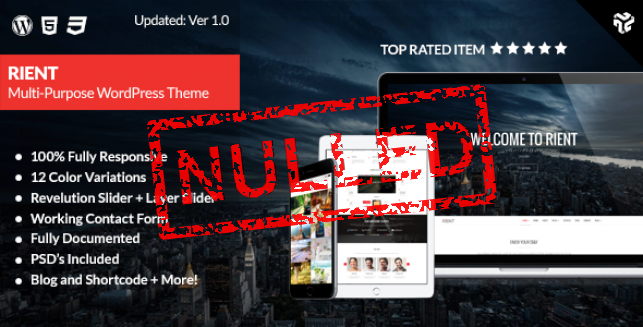 Updated: Ver 1.0
TOP RATED ITEM
RIENT
Multi-Purpose WordPress Theme
100% Fully Responsive
12 Color Variations
Revelution Slider + Layer Slider
Working Contact Form
Fully Documented
PSD's Included
Blog and Shortcode + More!
NULLED
WELCOME TO RIENT